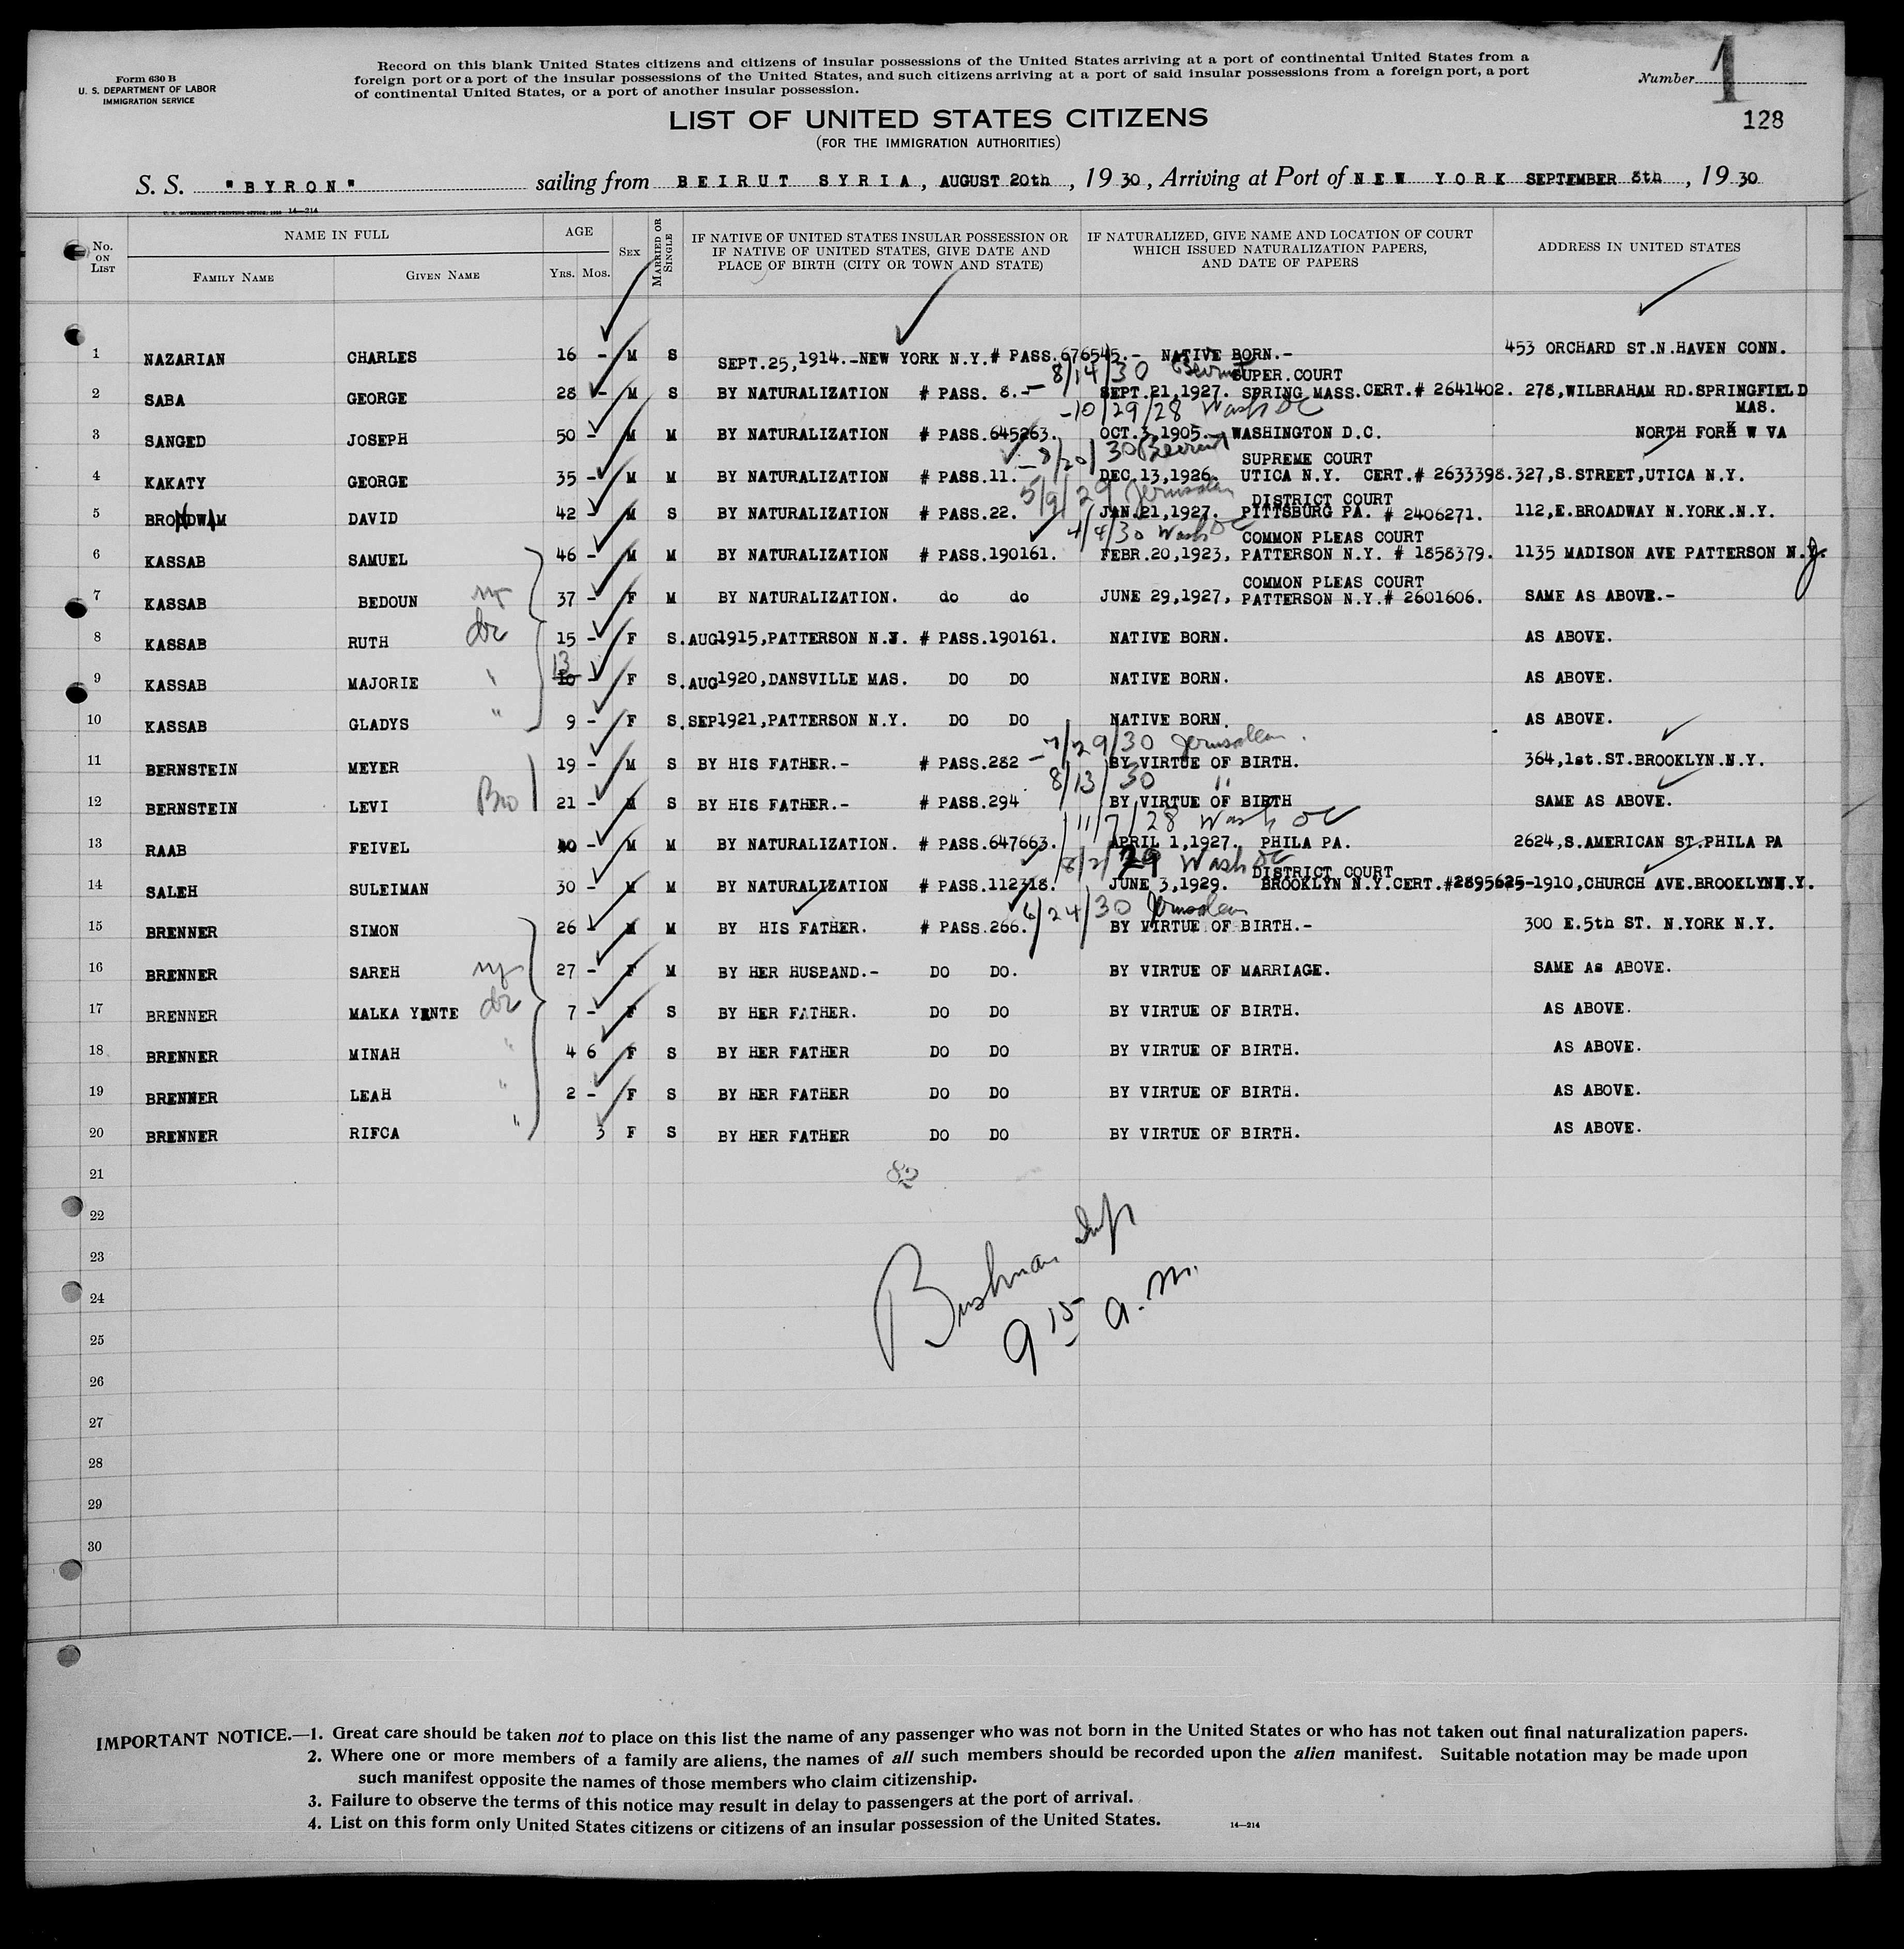 Form 630 B
U. S. DEPARTMENT OF LABOR
IMMIGRATION SERVICE
Record on this blank United States citizens and citizens of insular possessions of the United States arriving at a port of continental United States from a
foreign port or a port of the insular possessions of the United States, and such citizens arriving at a port of said insular possessions from a foreign port, a port
of continental United States, or a port of another insular possession.
Number 1
128
LIST OF UNITED STATES CITIZENS
(FOR THE IMMIGRATION AUTHORITIES)
S. S. "BYRON" sailing from BEIRUT SYRIA, AUGUST 20th, 1930, Arriving at Port of NEW YORK SEPTEMBER 8th, 1930
U. S. GOVERNMENT PRINTING OFFICE: 1930 14—214
No. ON LIST NAME IN FULL AGE SEX MARRIED OR SINGLE IF NATIVE OF UNITED STATES INSULAR POSSESSION OR IF NATIVE OF UNITED STATES, GIVE DATE AND PLACE OF BIRTH (CITY OR TOWN AND STATE) IF NATURALIZED, GIVE NAME AND LOCATION OF COURT WHICH ISSUED NATURALIZATION PAPERS, AND DATE OF PAPERS ADDRESS IN UNITED STATES
FAMILY NAME GIVEN NAME YRS. MOS.
1 NAZARIAN CHARLES 16 - M S SEPT.25,1914.-NEW YORK N.Y.# PASS.676545.- NATIVE BORN.- 453 ORCHARD ST.N.HAVEN CONN.
8/14/30 Beirut SUPER.COURT
2 SABA GEORGE 28 - M S BY NATURALIZATION # PASS. 8.- SEPT.21,1927. SPRING MASS.CERT.# 2641402. 278,WILBRAHAM RD.SPRINGFIELD
MAS.
-10/29/28 Wash DC
3 SANGED JOSEPH 50 - M M BY NATURALIZATION # PASS.645263. OCT.3,1905.- WASHINGTON D.C. NORTH FORK W VA
/20/30 Beirut SUPREME COURT
4 KAKATY GEORGE 35 - M M BY NATURALIZATION # PASS.11. DEC.13,1926. UTICA N.Y. CERT.# 2633398. 327,S.STREET,UTICA N.Y.
5/9/29 Jerusalem DISTRICT COURT
5 BRONDWAM DAVID 42 - M S BY NATURALIZATION # PASS.22. JAN.21,1927. PITTSBURG PA. # 2406271. 112,E.BROADWAY N.YORK.N.Y.
4/4/30 Wash DC COMMON PLEAS COURT
6 KASSAB SAMUEL 46 - M M BY NATURALIZATION # PASS.190161. FEBR.20,1923, PATTERSON N.Y. # 1858379. 1135 MADISON AVE PATTERSON N.J.
COMMON PLEAS COURT
7 KASSAB BEDOUN 37 - F M BY NATURALIZATION. do do JUNE 29,1927, PATTERSON N.Y.# 2601606. SAME AS ABOVE.-
8 KASSAB RUTH 15 - F S.AUG1915,PATTERSON N.J. # PASS.190161. NATIVE BORN. AS ABOVE.
13
9 KASSAB MAJORIE " 10 - F S.AUG1920,DANSVILLE MAS. DO DO NATIVE BORN. AS ABOVE.
10 KASSAB GLADYS " 9 - F S.SEP1921,PATTERSON N.Y. DO DO NATIVE BORN. AS ABOVE.
-7/29/30 Jerusalem.
11 BERNSTEIN MEYER 19 - M S BY HIS FATHER.- # PASS.282 BY VIRTUE OF BIRTH. 364,1st.ST.BROOKLYN.N.Y.
8/13/30 "
12 BERNSTEIN LEVI Bro 21 - M S BY HIS FATHER.- # PASS.294 BY VIRTUE OF BIRTH SAME AS ABOVE.
11/7/28 Wash DC
13 RAAB FEIVEL 40 - M M BY NATURALIZATION. # PASS.647663. APRIL 1,1927. PHILA PA. 2624,S.AMERICAN ST.PHILA PA
8/2/29 Wash DC DISTRICT COURT
14 SALEH SULEIMAN 30 - M M BY NATURALIZATION # PASS.112318. JUNE 3,1929. BROOKLYN N.Y.CERT.#2895625-1910,CHURCH AVE.BROOKLYN N.Y.
6/24/30 Jerusalem
15 BRENNER SIMON 26 - M M BY HIS FATHER. # PASS.266. BY VIRTUE OF BIRTH.- 300 E.5th ST. N.YORK N.Y.
16 BRENNER SAREH 27 - F M BY HER HUSBAND.- DO DO. BY VIRTUE OF MARRIAGE. SAME As ABOVE.
17 BRENNER MALKA YENTE 7 - F S BY HER FATHER. DO DO BY VIRTUE OF BIRTH. AS ABOVE.
18 BRENNER MINAH " 4 6 F S BY HER FATHER DO DO BY VIRTUE OF BIRTH. AS ABOVE.
19 BRENNER LEAH " 2 - F S BY HER FATHER DO DO BY VIRTUE OF BIRTH. AS ABOVE.
20 BRENNER RIFCA " 3 F S BY HER FATHER DO DO BY VIRTUE OF BIRTH. AS ABOVE.
21
22
23
24
25
26
27
28
29
30
Bushman Insp
9 15 a.m.
IMPORTANT NOTICE.—1. Great care should be taken not to place on this list the name of any passenger who was not born in the United States or who has not taken out final naturalization papers.
2. Where one or more members of a family are aliens, the names of all such members should be recorded upon the alien manifest. Suitable notation may be made upon
such manifest opposite the names of those members who claim citizenship.
3. Failure to observe the terms of this notice may result in delay to passengers at the port of arrival.
4. List on this form only United States citizens or citizens of an insular possession of the United States.
14—214